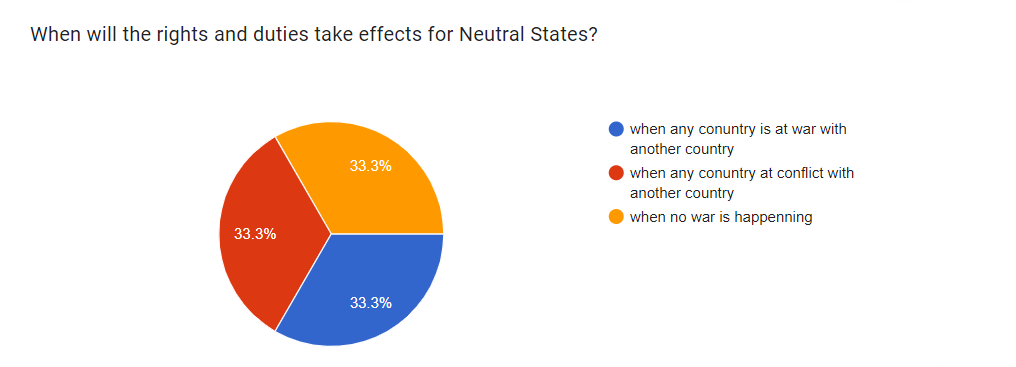 When will the rights and duties take effects for Neutral States?
33.3%
33.3%
33.3%
when any conuntry is at war with
another country
when any conuntry at conflict with
another country
when no war is happenning